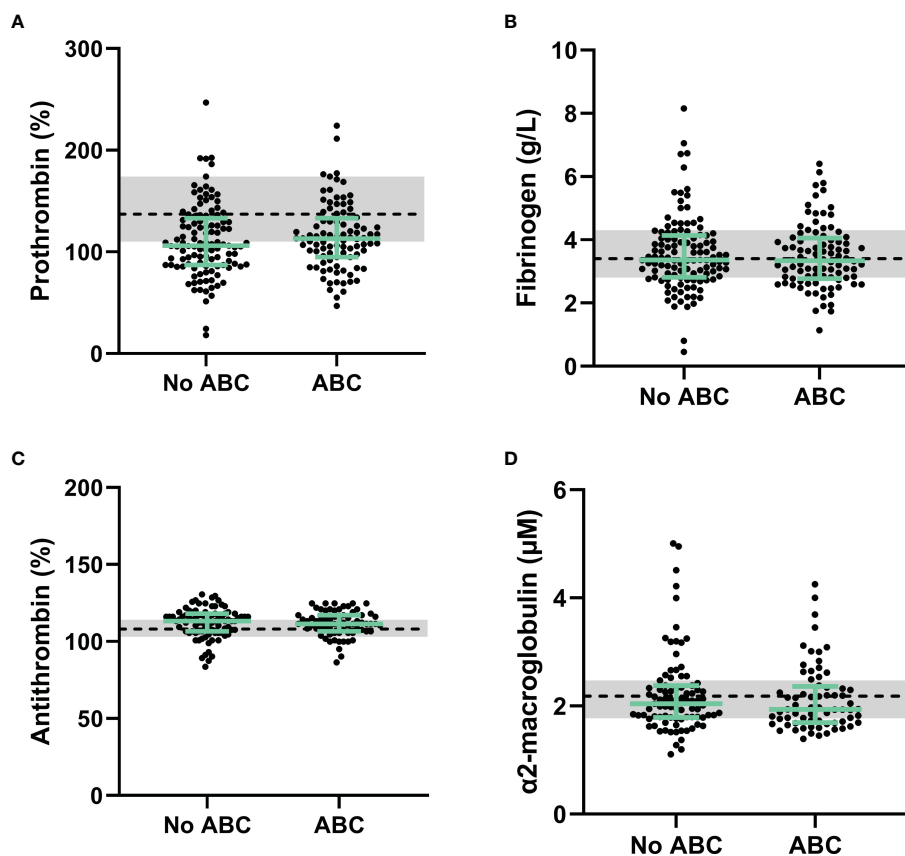 A
Prothrombin (%)
300
200
100
0
No ABC
ABC
B
Fibrinogen (g/L)
10
8
6
4
2
0
No ABC
ABC
C
Antithrombin (%)
200
150
100
50
0
No ABC
ABC
D
α2-macroglobulin (μM)
6
4
2
0
No ABC
ABC